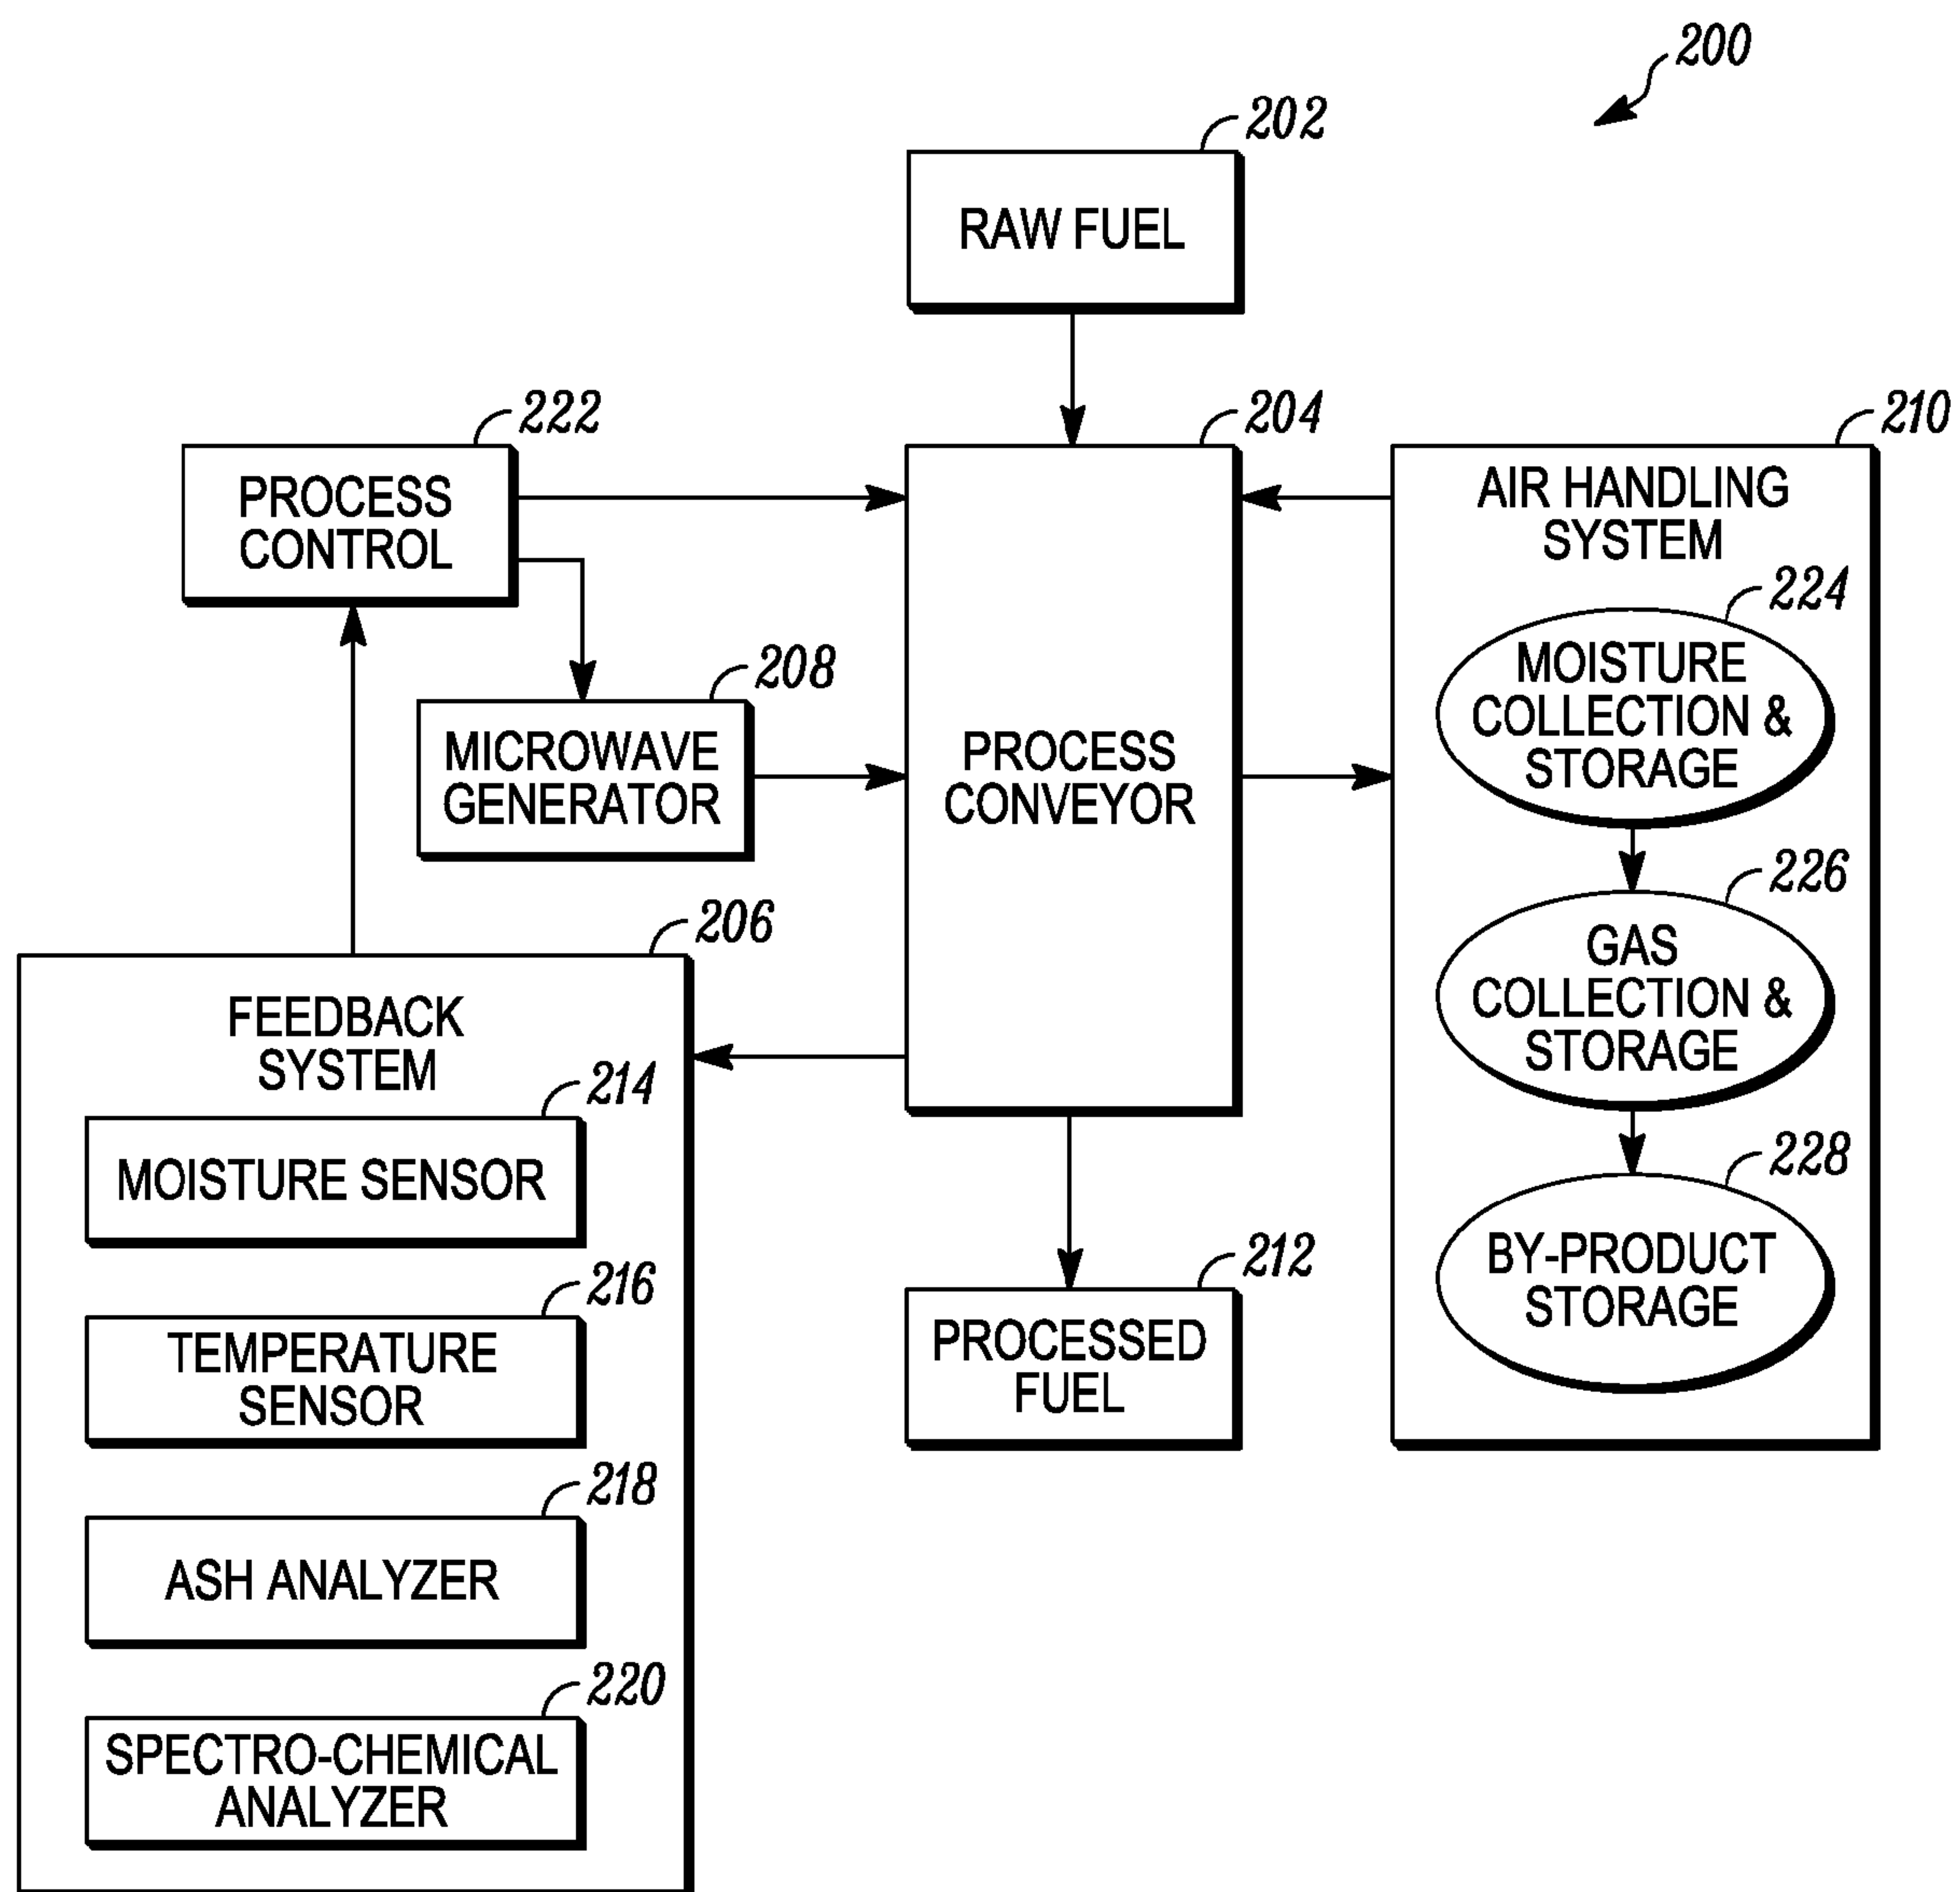 200
202
RAW FUEL
222
PROCESS
CONTROL
204
PROCESS
CONVEYOR
210
AIR HANDLING
SYSTEM
224
MOISTURE
COLLECTION &
STORAGE
208
MICROWAVE
GENERATOR
226
GAS
COLLECTION &
STORAGE
206
FEEDBACK
SYSTEM
214
MOISTURE SENSOR
228
BY-PRODUCT
STORAGE
212
PROCESSED
FUEL
216
TEMPERATURE
SENSOR
218
ASH ANALYZER
220
SPECTRO-CHEMICAL
ANALYZER